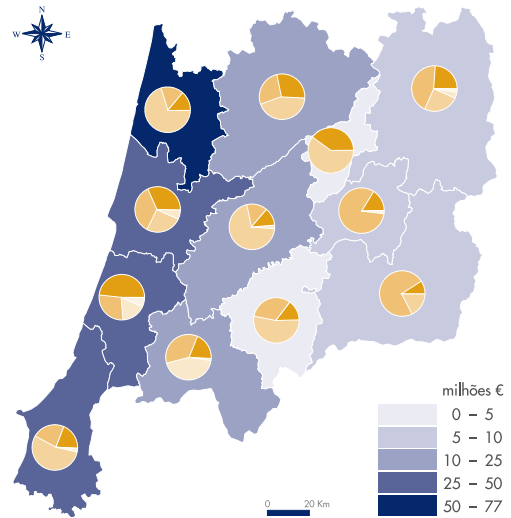 N
W E
S
milhões €
0 – 5
5 – 10
10 – 25
25 – 50
50 – 77
0 20 Km